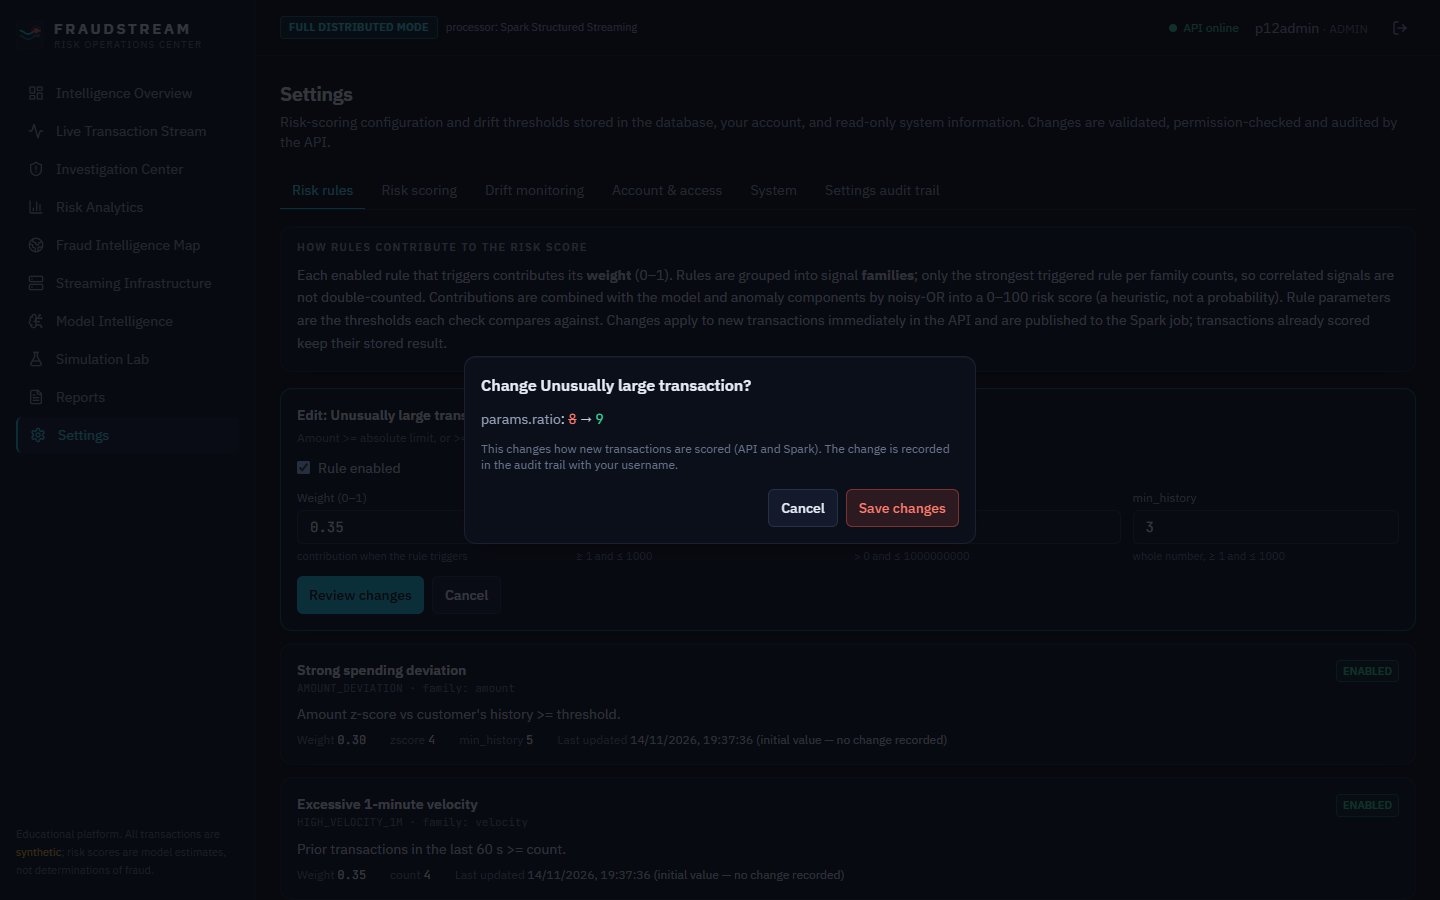 FRAUDSTREAM
RISK OPERATIONS CENTER
FULL DISTRIBUTED MODE processor: Spark Structured Streaming
API online p12admin · ADMIN
Intelligence Overview
Live Transaction Stream
Investigation Center
Risk Analytics
Fraud Intelligence Map
Streaming Infrastructure
Model Intelligence
Simulation Lab
Reports
Settings
Educational platform. All transactions are
synthetic; risk scores are model estimates,
not determinations of fraud.
Settings
Risk-scoring configuration and drift thresholds stored in the database, your account, and read-only system information. Changes are validated, permission-checked and audited by
the API.
Risk rules Risk scoring Drift monitoring Account & access System Settings audit trail
HOW RULES CONTRIBUTE TO THE RISK SCORE
Each enabled rule that triggers contributes its weight (0–1). Rules are grouped into signal families; only the strongest triggered rule per family counts, so correlated signals are
not double-counted. Contributions are combined with the model and anomaly components by noisy-OR into a 0–100 risk score (a heuristic, not a probability). Rule parameters
are the thresholds each check compares against. Changes apply to new transactions immediately in the API and are published to the Spark job; transactions already scored
keep their stored result.
Edit: Unusually large trans
Amount >= absolute limit, or >=
Rule enabled
Weight (0–1) min_history
0.35 3
contribution when the rule triggers ≥ 1 and ≤ 1000 > 0 and ≤ 1000000000 whole number, ≥ 1 and ≤ 1000
Review changes Cancel
Change Unusually large transaction?
params.ratio: 8 → 9
This changes how new transactions are scored (API and Spark). The change is recorded
in the audit trail with your username.
Cancel Save changes
Strong spending deviation ENABLED
AMOUNT_DEVIATION · family: amount
Amount z-score vs customer's history >= threshold.
Weight 0.30 zscore 4 min_history 5 Last updated 14/11/2026, 19:37:36 (initial value — no change recorded)
Excessive 1-minute velocity ENABLED
HIGH_VELOCITY_1M · family: velocity
Prior transactions in the last 60 s >= count.
Weight 0.35 count 4 Last updated 14/11/2026, 19:37:36 (initial value — no change recorded)